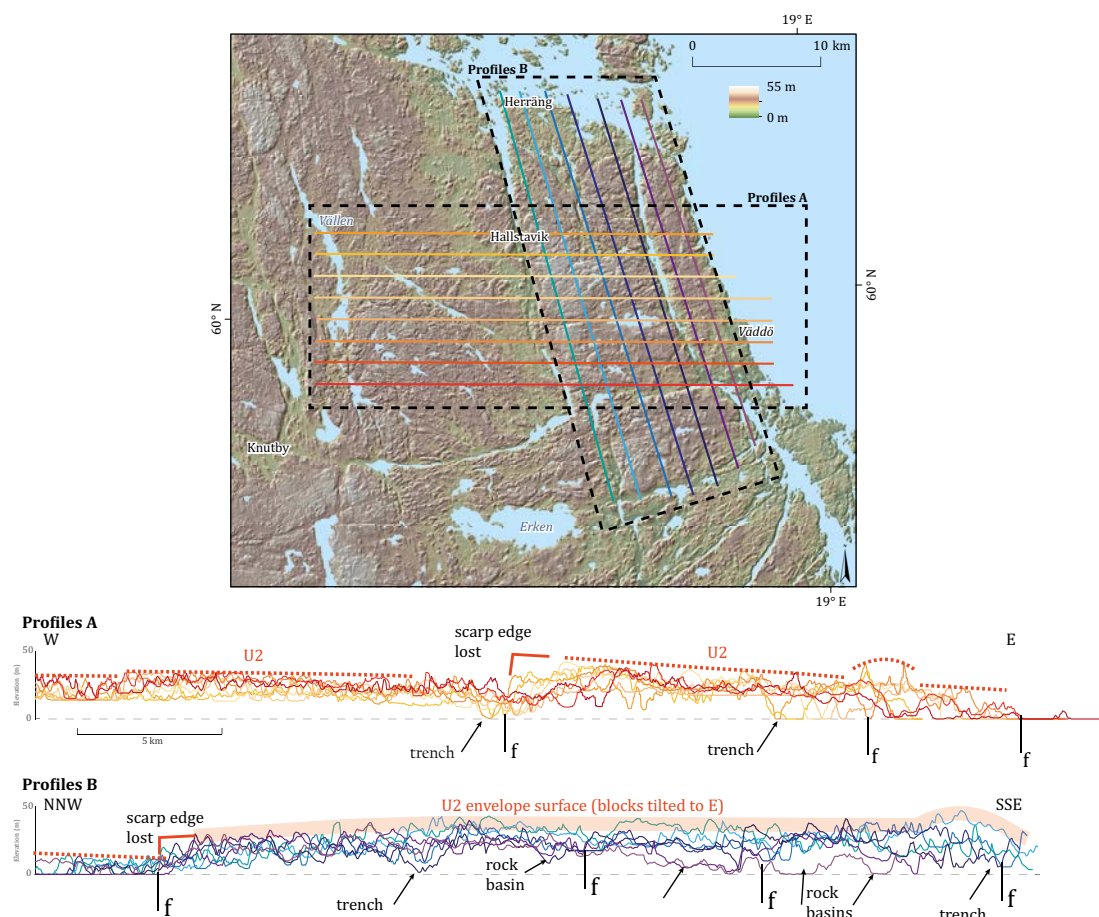 19° E
0 10 km
Profiles B
55 m
0 m
Herräng
Profiles A
Vällen
Hallstavik
60° N
60° N
Väddö
Knutby
Erken
19° E
Profiles A
W
scarp edge
lost
E
U2
U2
50
Elevation (m)
0
5 km
trench
f
trench
f
f
Profiles B
NNW
U2 envelope surface (blocks tilted to E)
SSE
scarp edge
lost
50
Elevation (m)
0
rock
basin
f
trench
f
f
rock
basins
f
trench